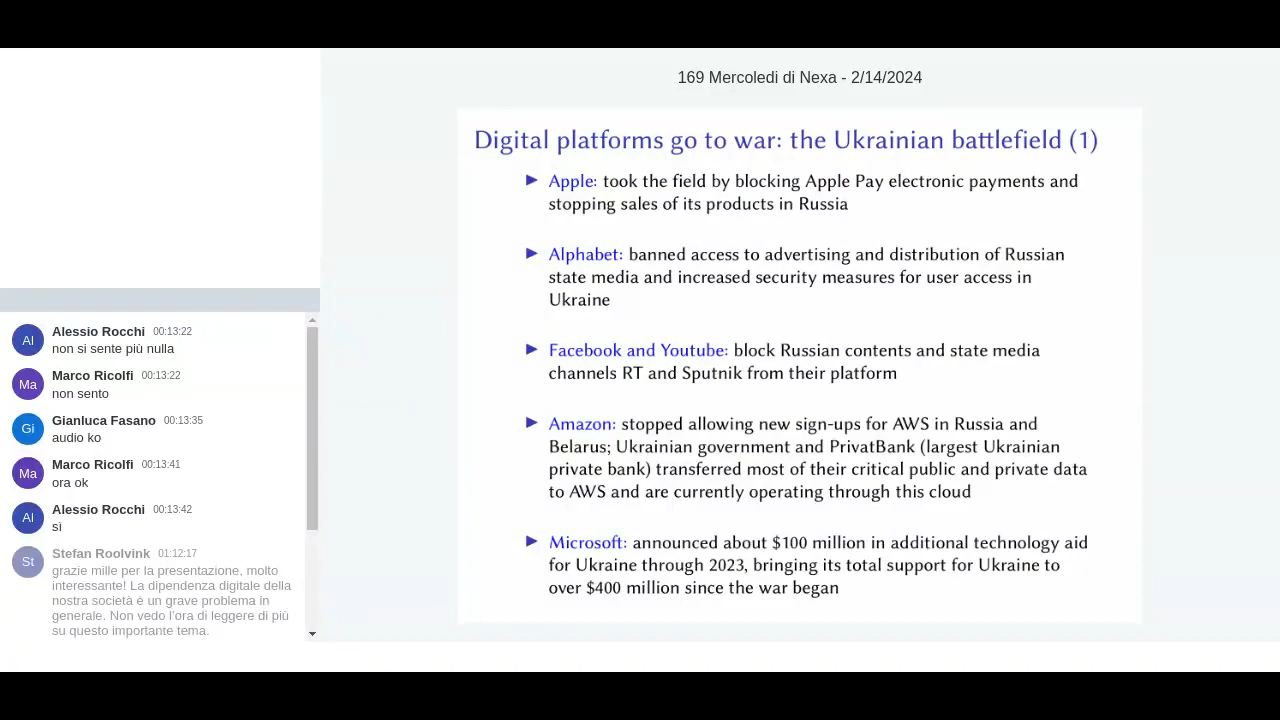 169 Mercoledi di Nexa - 2/14/2024
Digital platforms go to war: the Ukrainian battlefield (1)
▶ Apple: took the field by blocking Apple Pay electronic payments and
stopping sales of its products in Russia
▶ Alphabet: banned access to advertising and distribution of Russian
state media and increased security measures for user access in
Ukraine
▶ Facebook and Youtube: block Russian contents and state media
channels RT and Sputnik from their platform
▶ Amazon: stopped allowing new sign-ups for AWS in Russia and
Belarus; Ukrainian government and PrivatBank (largest Ukrainian
private bank) transferred most of their critical public and private data
to AWS and are currently operating through this cloud
▶ Microsoft: announced about $100 million in additional technology aid
for Ukraine through 2023, bringing its total support for Ukraine to
over $400 million since the war began
Al
Alessio Rocchi 00:13:22
non si sente più nulla
Ma
Marco Ricolfi 00:13:22
non sento
Gi
Gianluca Fasano 00:13:35
audio ko
Ma
Marco Ricolfi 00:13:41
ora ok
Al
Alessio Rocchi 00:13:42
sì
St
Stefan Roolvink 01:12:17
grazie mille per la presentazione, molto
interessante! La dipendenza digitale della
nostra società è un grave problema in
generale. Non vedo l'ora di leggere di più
su questo importante tema.